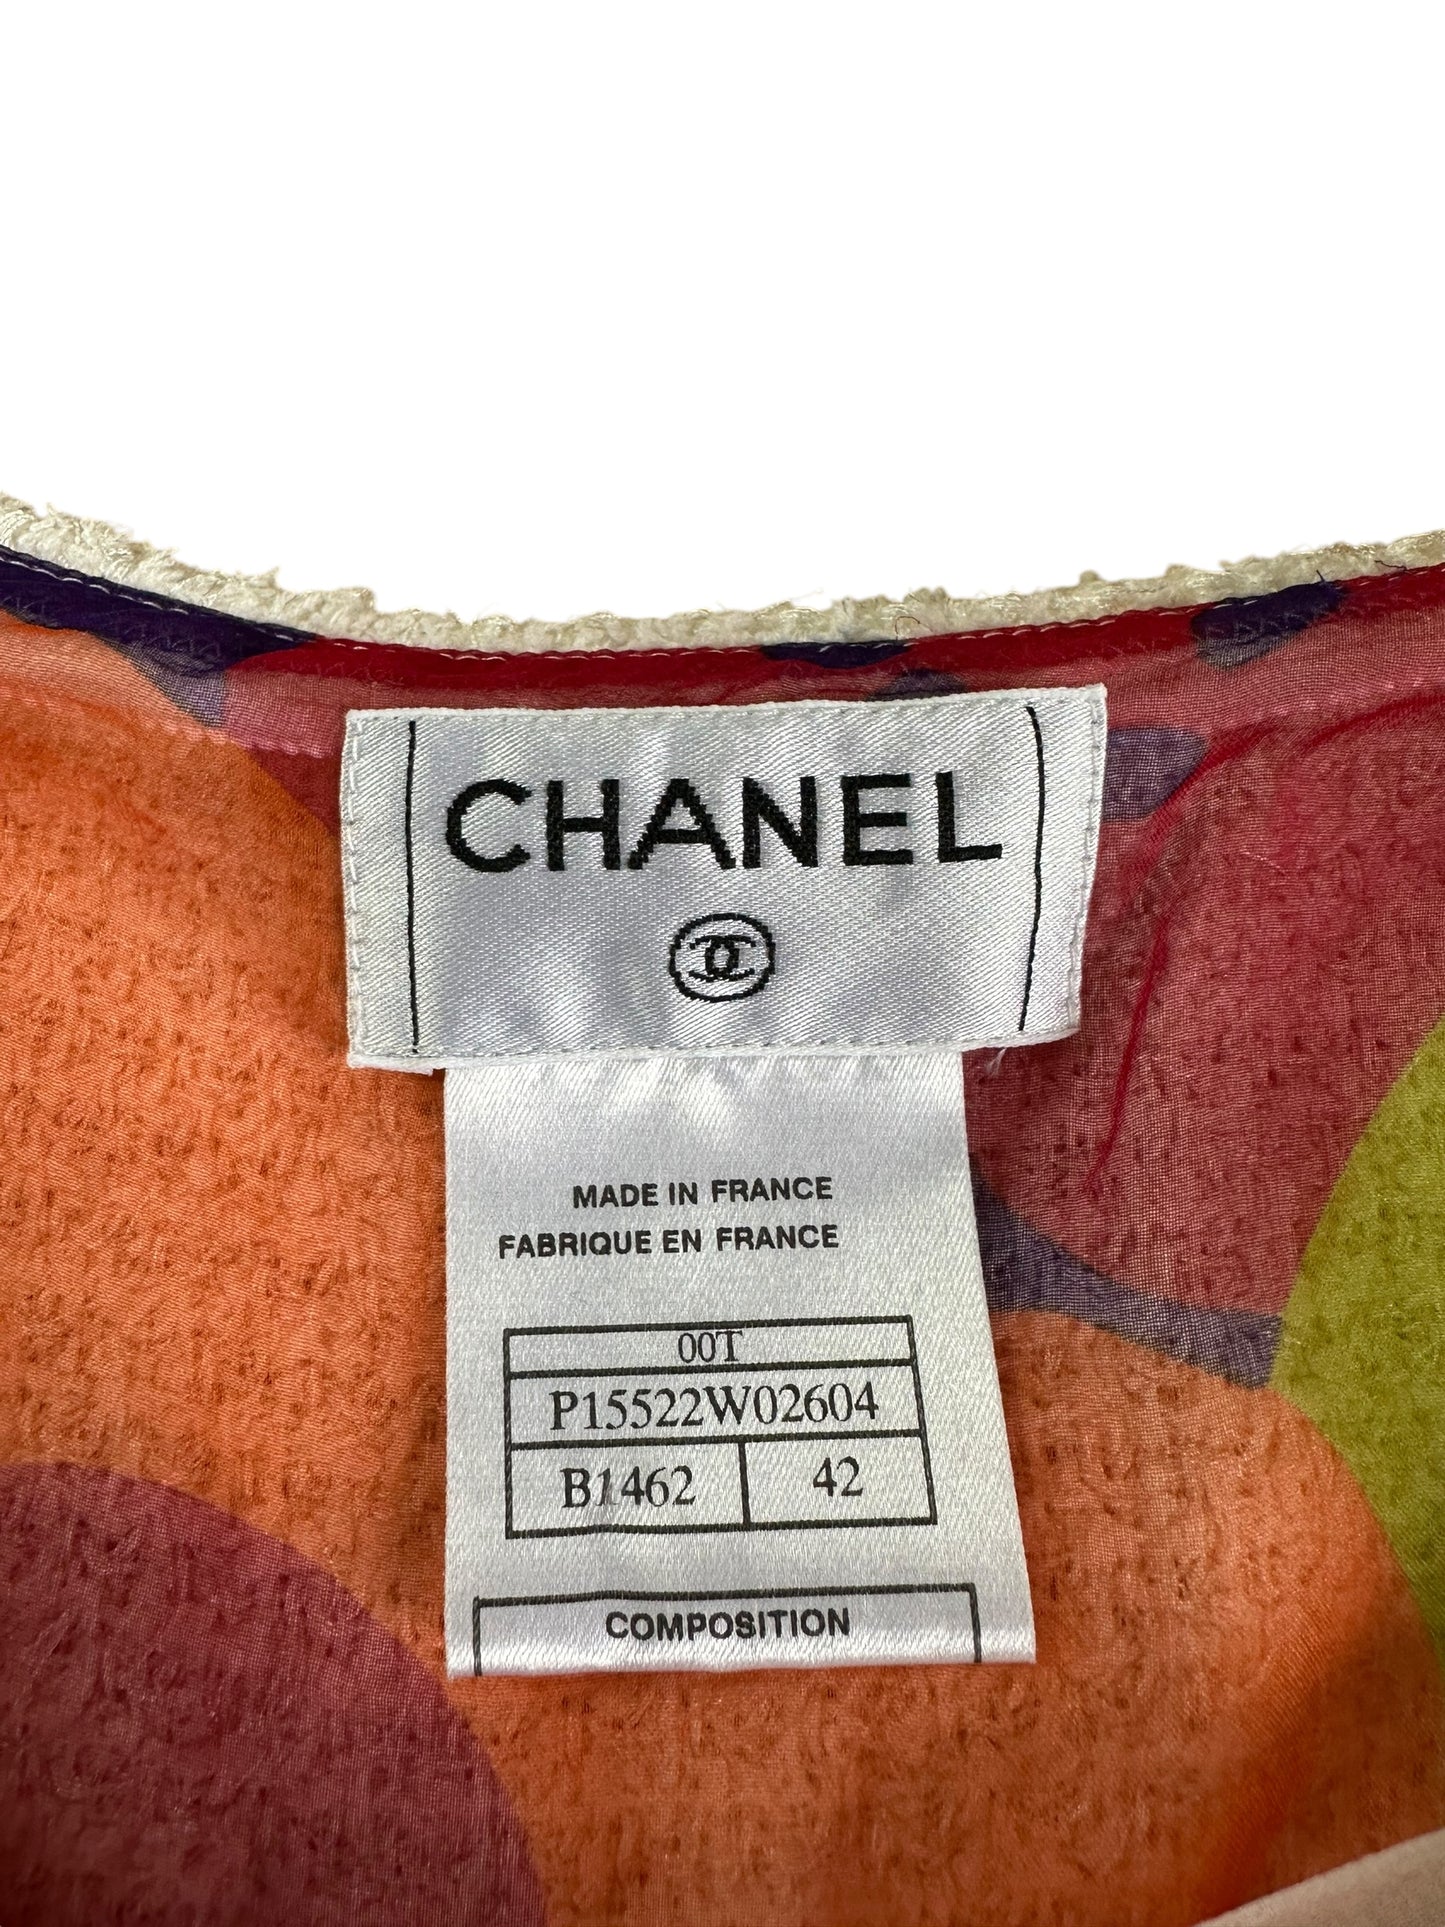 CHANEL
MADE IN FRANCE
FABRIQUE EN FRANCE
00T
P15522W02604
B1462 42
COMPOSITION